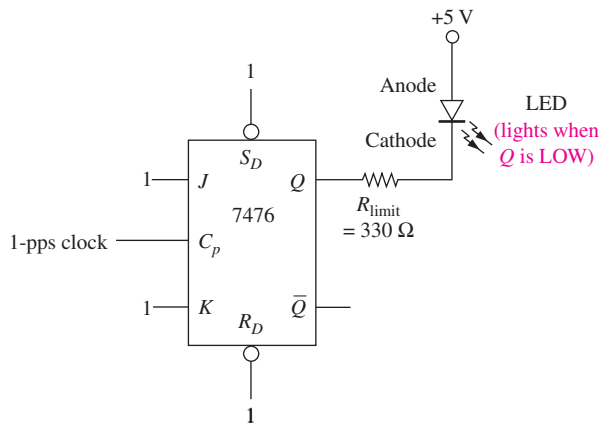 +5 V
1
Anode
LED
(lights when
Q is LOW)
Cathode
S_D
1
J
Q
7476
R_limit
= 330 Ω
1-pps clock
C_p
1
K
R_D
Q̅
1